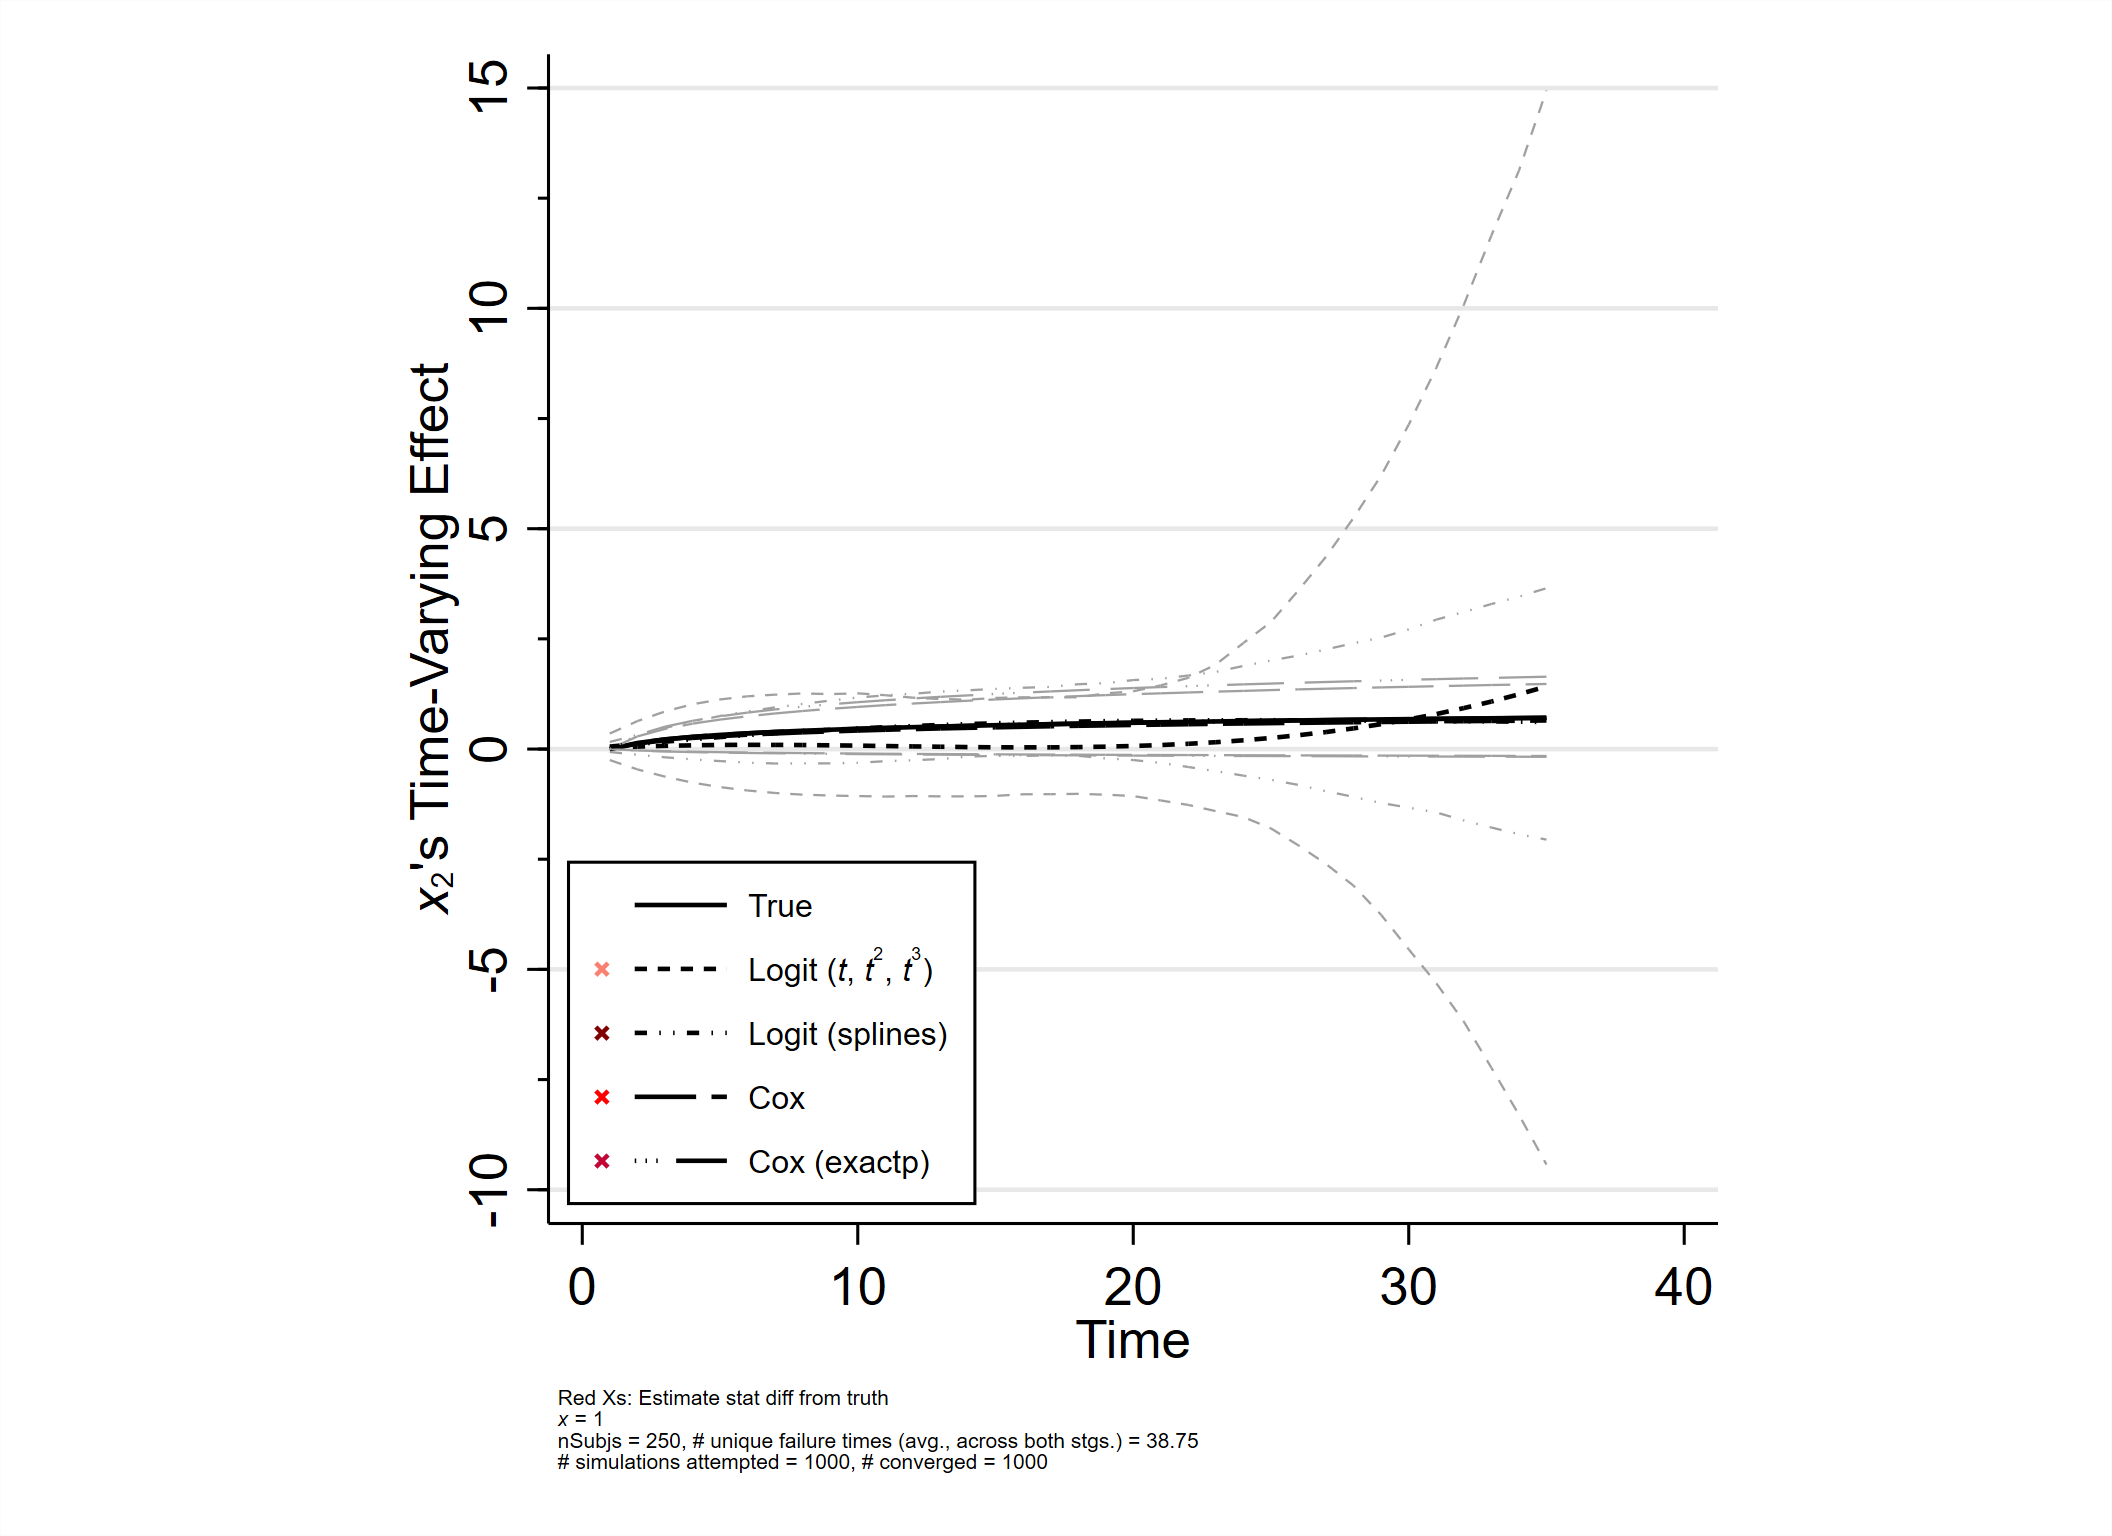 15
10
5
0
-5
-10
x₂'s Time-Varying Effect
True
Logit (t, t², t³)
Logit (splines)
Cox
Cox (exactp)
0 10 20 30 40
Time
Red Xs: Estimate stat diff from truth
x = 1
nSubjs = 250, # unique failure times (avg., across both stgs.) = 38.75
# simulations attempted = 1000, # converged = 1000